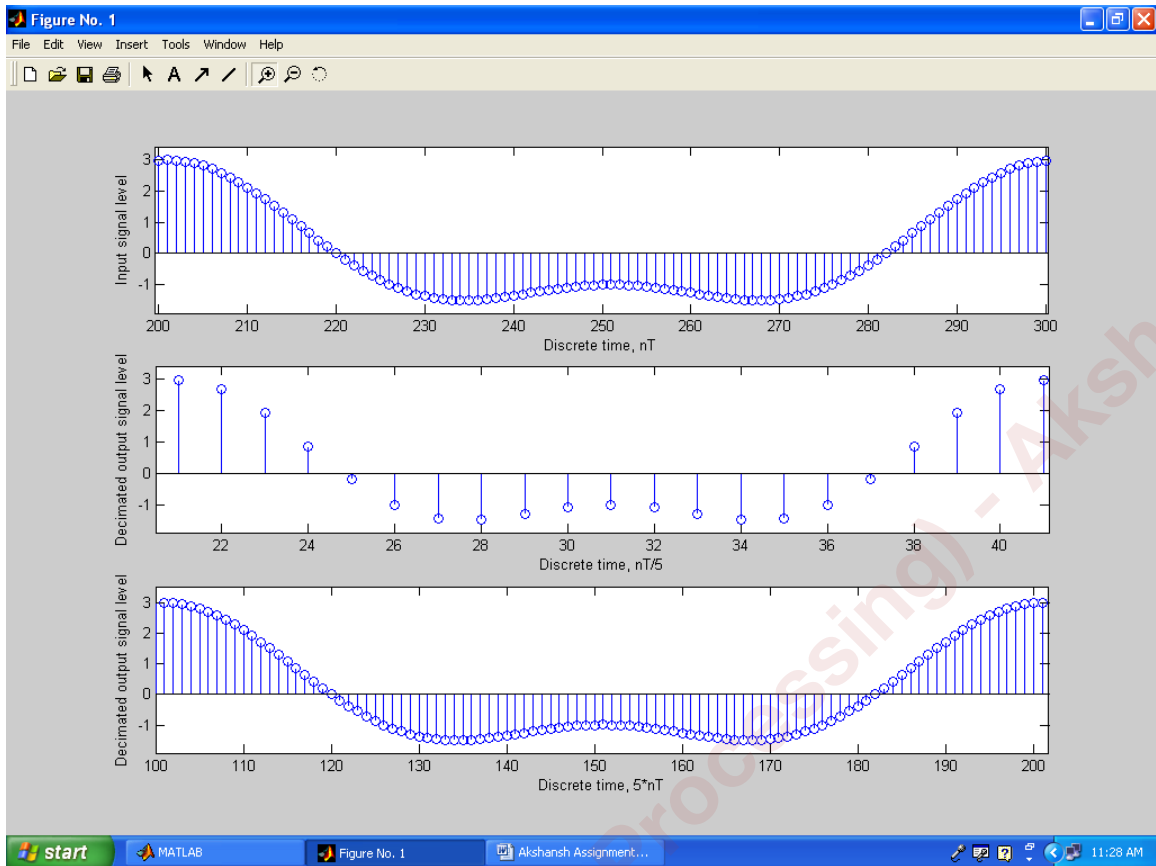 Figure No. 1
File Edit View Insert Tools Window Help
A
3
2
1
0
-1
Input signal level
200 210 220 230 240 250 260 270 280 290 300
Discrete time, nT
3
2
1
0
-1
Decimated output signal level
22 24 26 28 30 32 34 36 38 40
Discrete time, nT/5
3
2
1
0
-1
Decimated output signal level
100 110 120 130 140 150 160 170 180 190 200
Discrete time, 5*nT
rocessing) - Aksh
start MATLAB Figure No. 1 Akshansh Assignment... 11:28 AM